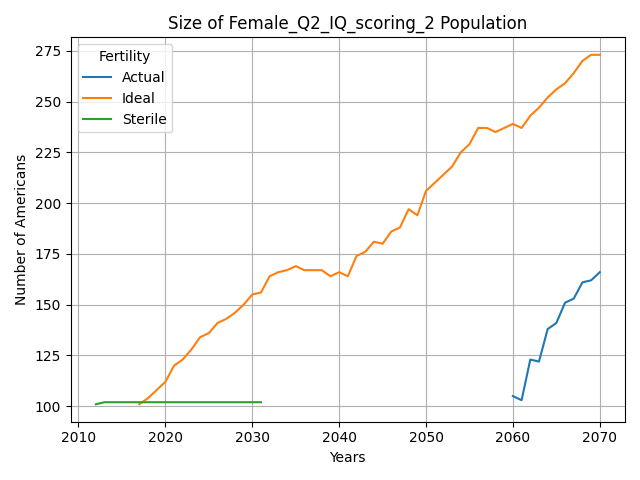 Size of Female_Q2_IQ_scoring_2 Population
Fertility
Actual
Ideal
Sterile
Number of Americans
275
250
225
200
175
150
125
100
2010
2020
2030
2040
2050
2060
2070
Years